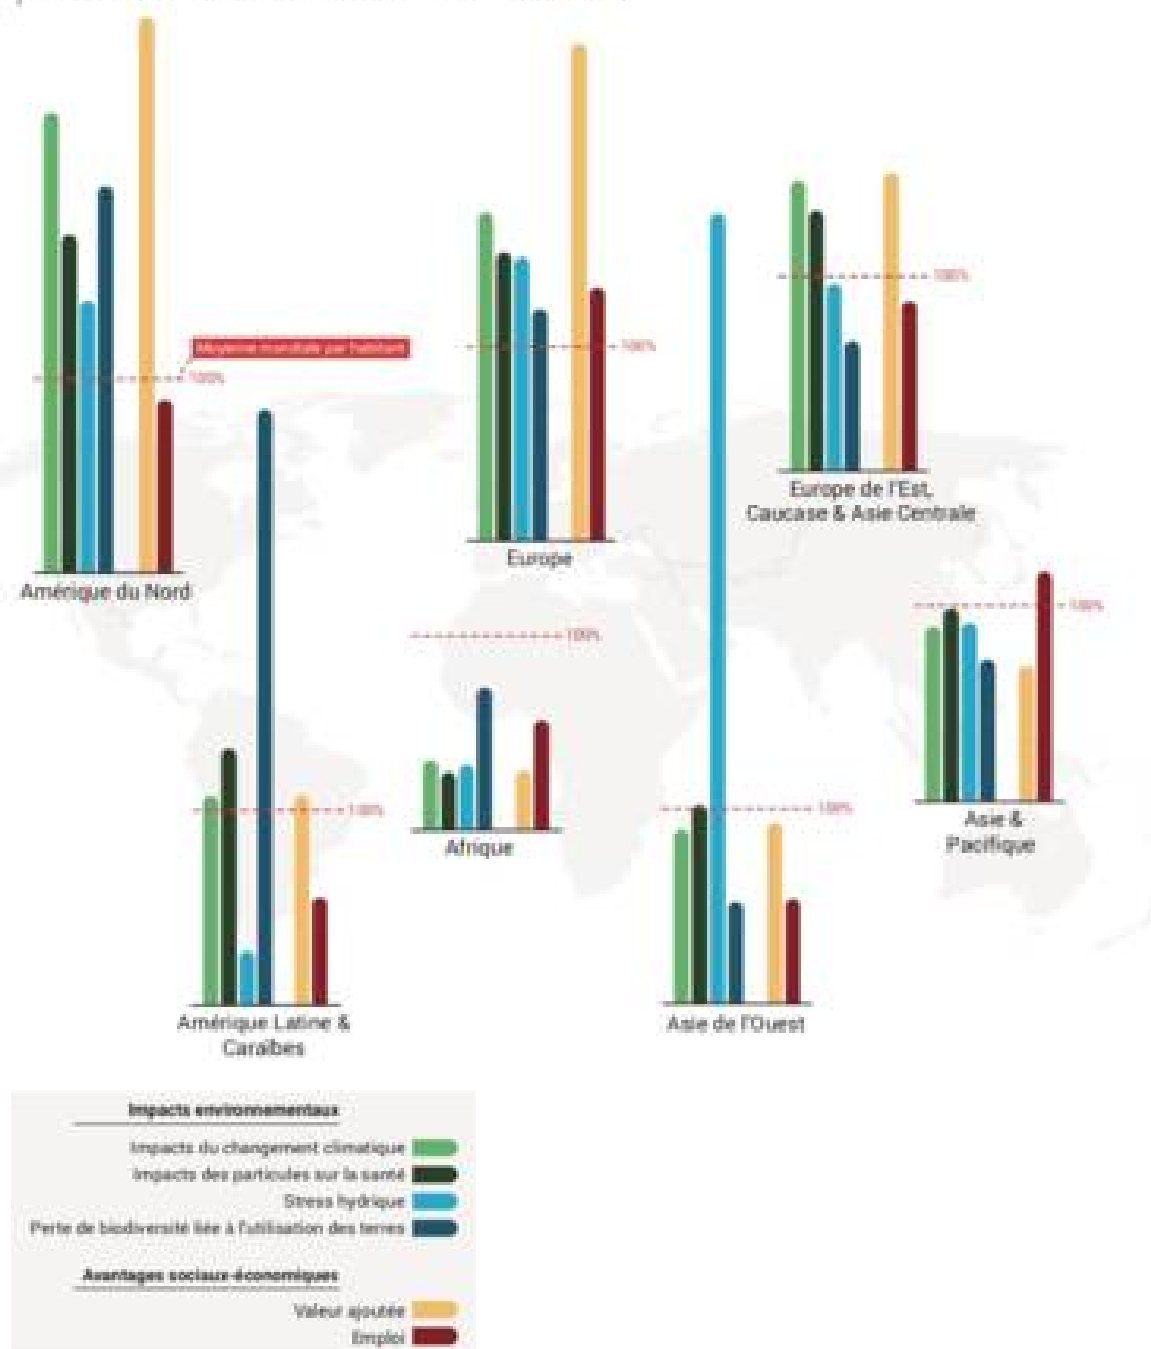 Moyenne mondiale par habitant
100%
Amérique du Nord
100%
Europe
100%
Europe de l'Est,
Caucase & Asie Centrale
100%
Amérique Latine &
Caraïbes
100%
Afrique
100%
Asie de l'Ouest
100%
Asie &
Pacifique
Impacts environnementaux
Impacts du changement climatique
Impacts des particules sur la santé
Stress hydrique
Perte de biodiversité liée à l'utilisation des terres
Avantages sociaux-économiques
Valeur ajoutée
Emploi